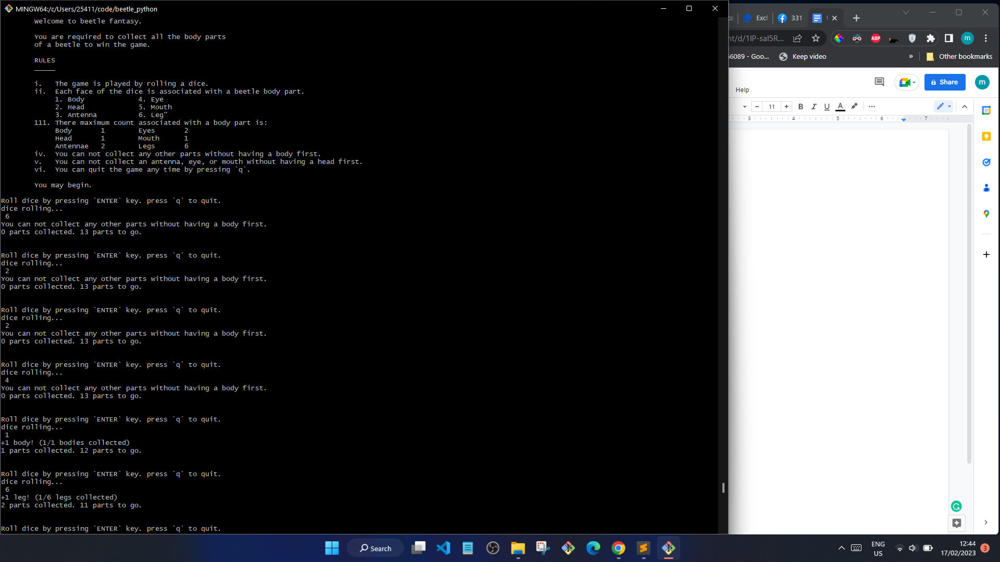 MINGW64:/c/Users/25411/code/beetle_python
Welcome to beetle fantasy.
You are required to collect all the body parts
of a beetle to win the game.
RULES
i. The game is played by rolling a dice.
ii. Each face of the dice is associated with a beetle body part.
1. Body 4. Eye
2. Head 5. Mouth
3. Antenna 6. Leg"
111. There maximum count associated with a body part is:
Body 1 Eyes 2
Head 1 Mouth 1
Antennae 2 Legs 6
iv. You can not collect any other parts without having a body first.
v. You can not collect an antenna, eye, or mouth without having a head first.
vi. You can quit the game any time by pressing `q`.
You may begin.
Roll dice by pressing `ENTER` key. press `q` to quit.
dice rolling...
6
You can not collect any other parts without having a body first.
0 parts collected. 13 parts to go.
Roll dice by pressing `ENTER` key. press `q` to quit.
dice rolling...
2
You can not collect any other parts without having a body first.
0 parts collected. 13 parts to go.
Roll dice by pressing `ENTER` key. press `q` to quit.
dice rolling...
2
You can not collect any other parts without having a body first.
0 parts collected. 13 parts to go.
Roll dice by pressing `ENTER` key. press `q` to quit.
dice rolling...
4
You can not collect any other parts without having a body first.
0 parts collected. 13 parts to go.
Roll dice by pressing `ENTER` key. press `q` to quit.
dice rolling...
1
+1 body! (1/1 bodies collected)
1 parts collected. 12 parts to go.
Roll dice by pressing `ENTER` key. press `q` to quit.
dice rolling...
6
+1 leg! (1/6 legs collected)
2 parts collected. 11 parts to go.
Roll dice by pressing `ENTER` key. press `q` to quit.
Exch 331
nt/d/1IP-sal5R... ABP m
66089 - Goo... Keep video » Other bookmarks
Help Share m
11 B I U A
3 4 5 6 7
31
Search
ENG
US
12:44
17/02/2023
3